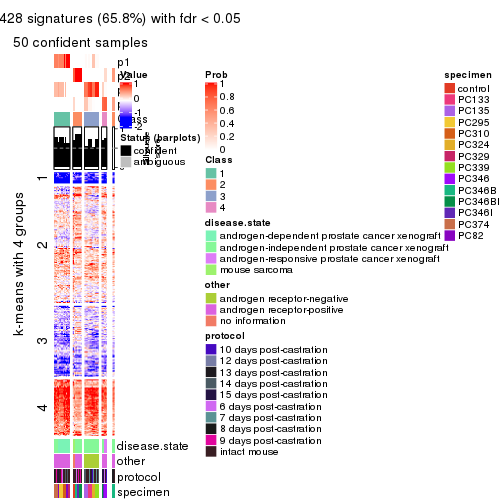 428 signatures (65.8%) with fdr < 0.05
50 confident samples
p1
Value
1
0
-1
-2
Status (barplots)
confident
ambiguous
k-means with 4 groups
1
2
3
4
disease.state
other
protocol
specimen
Prob
1
0.8
0.6
0.4
0.2
0
Class
1
2
3
4
disease.state
androgen-dependent prostate cancer xenograft
androgen-independent prostate cancer xenograft
androgen-responsive prostate cancer xenograft
mouse sarcoma
other
androgen receptor-negative
androgen receptor-positive
no information
protocol
10 days post-castration
12 days post-castration
13 days post-castration
14 days post-castration
15 days post-castration
6 days post-castration
7 days post-castration
8 days post-castration
9 days post-castration
intact mouse
specimen
control
PC133
PC135
PC295
PC310
PC324
PC329
PC339
PC346
PC346B
PC346BI
PC346I
PC374
PC82